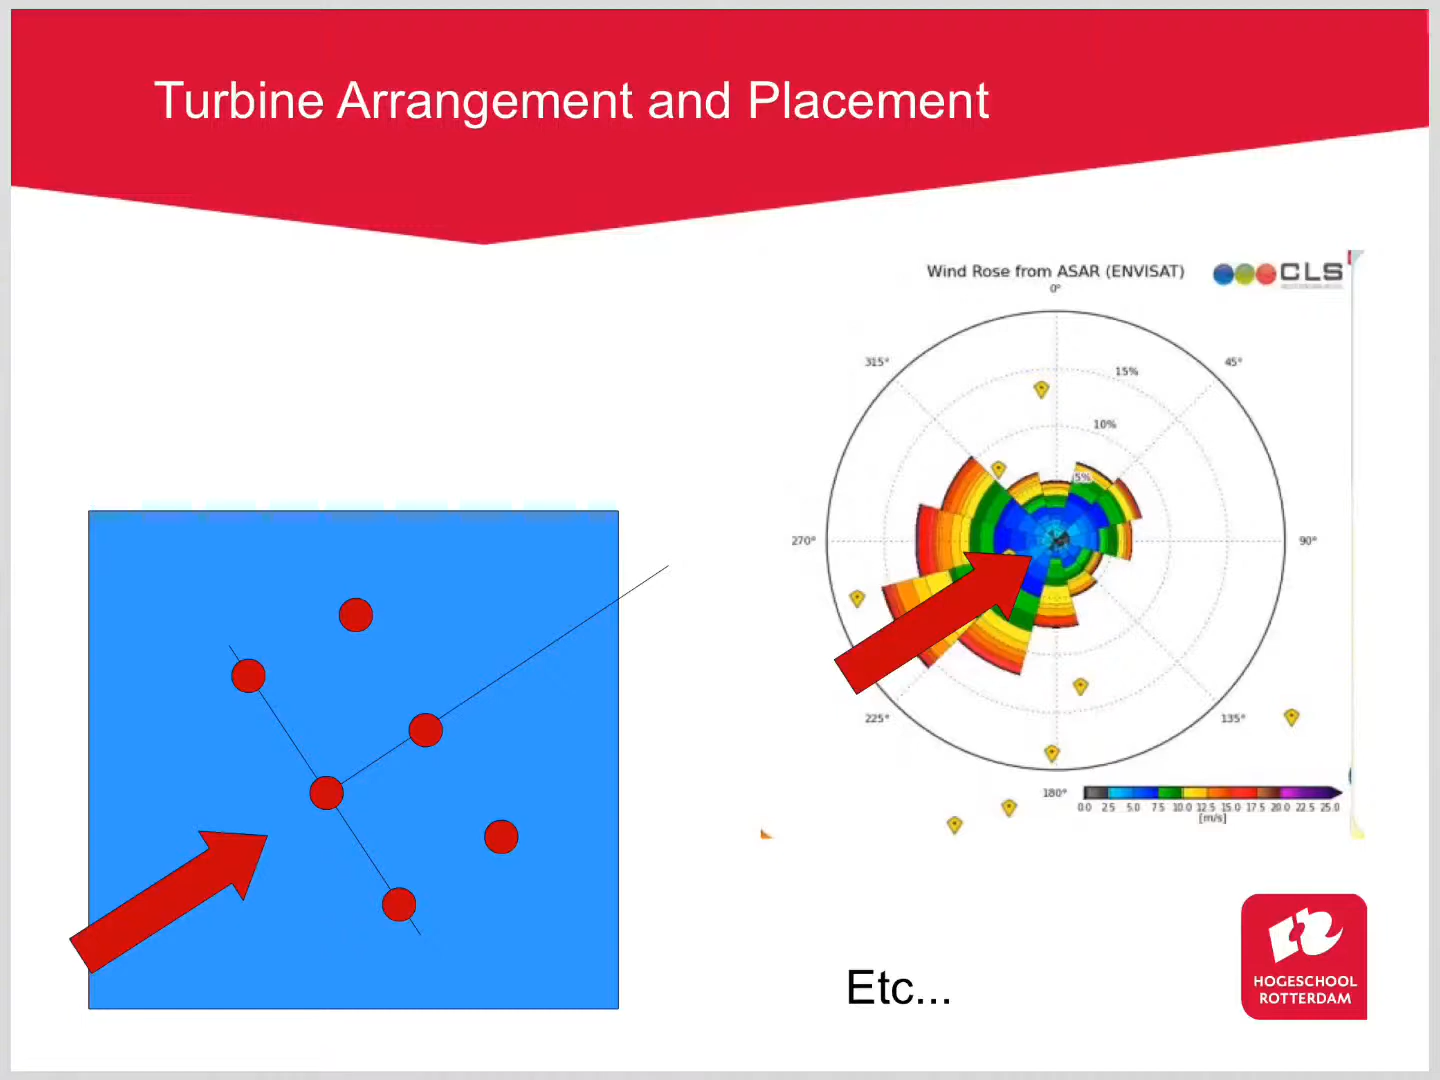 Turbine Arrangement and Placement
Wind Rose from ASAR (ENVISAT)
CLS
0°
315°
45°
15%
10%
5%
270°
90°
225°
135°
180°
0.0 2.5 5.0 7.5 10.0 12.5 15.0 17.5 20.0 22.5 25.0
[m/s]
Etc...
HOGESCHOOL
ROTTERDAM